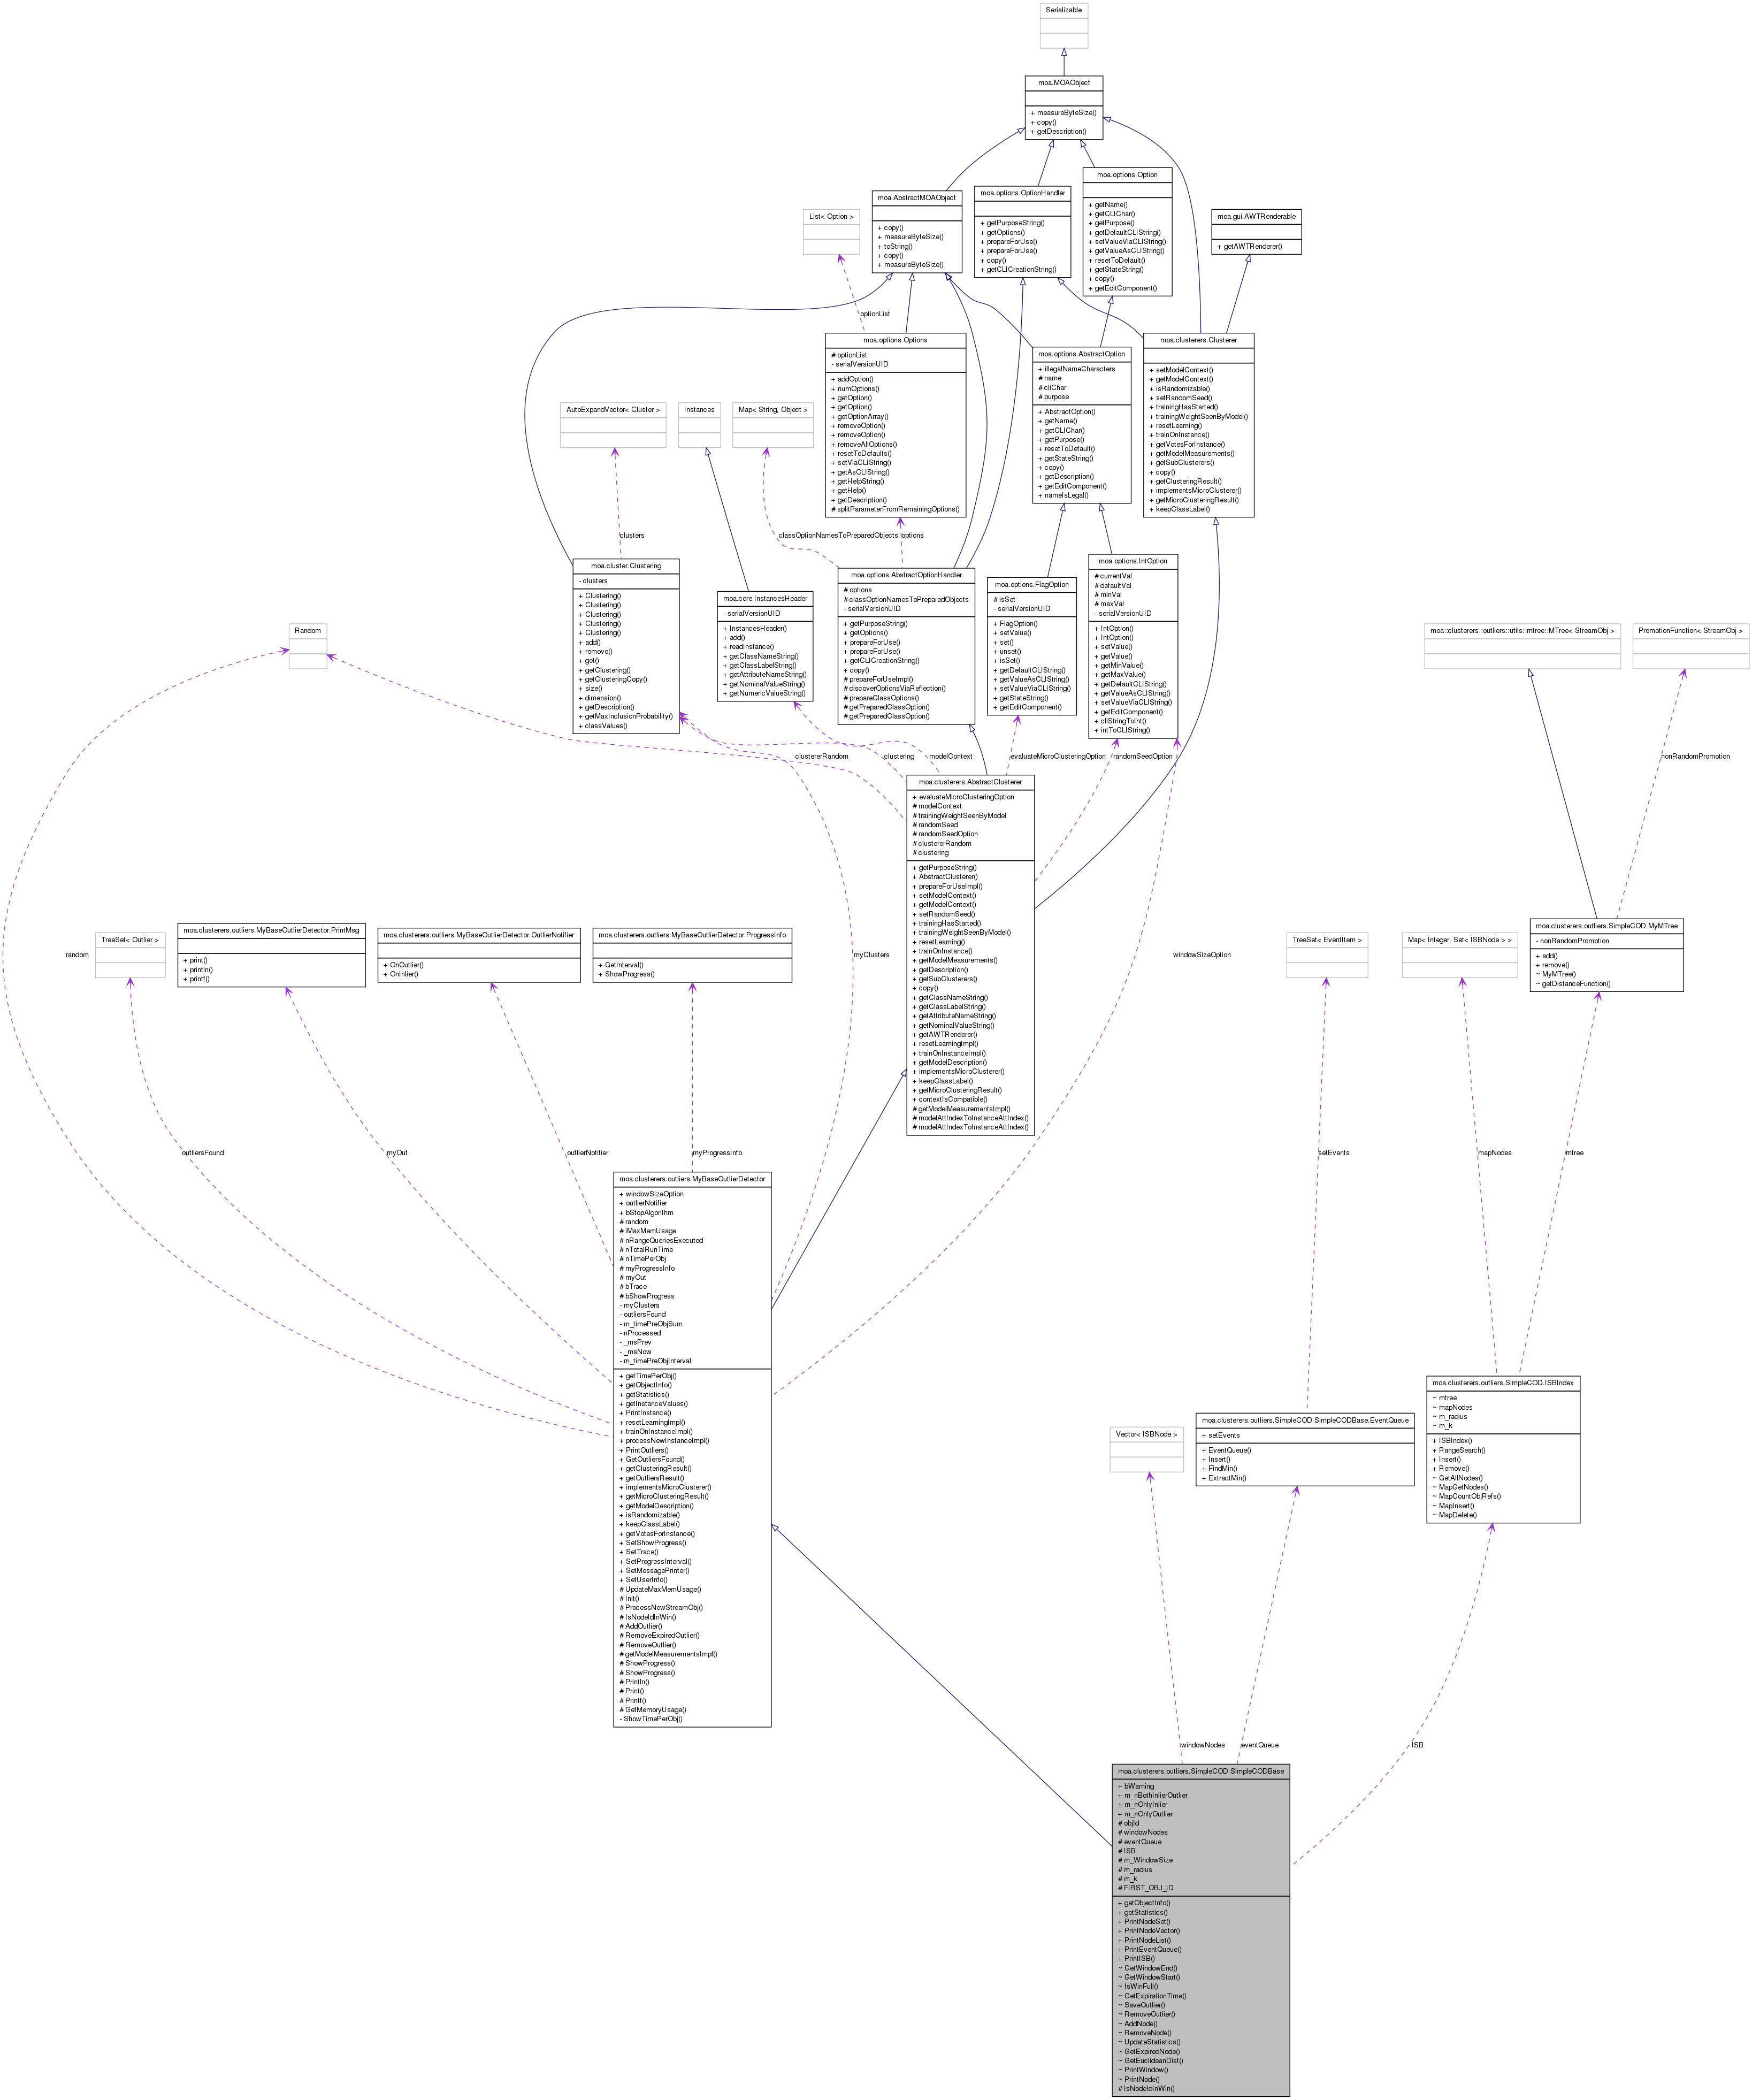 Serializable
moa.MOAObject
+ measureByteSize()
+ copy()
+ getDescription()
moa.options.Option
+ getName()
+ getCLIChar()
+ getPurpose()
+ getDefaultCLIString()
+ setValueViaCLIString()
+ getValueAsCLIString()
+ resetToDefault()
+ getStateString()
+ copy()
+ getEditComponent()
moa.options.OptionHandler
+ getPurposeString()
+ getOptions()
+ prepareForUse()
+ prepareForUse()
+ copy()
+ getCLICreationString()
moa.AbstractMOAObject
+ copy()
+ measureByteSize()
+ toString()
+ copy()
+ measureByteSize()
List< Option >
moa.gui.AWTRenderable
+ getAWTRenderer()
optionList
moa.options.Options
# optionList
- serialVersionUID
+ addOption()
+ numOptions()
+ getOption()
+ getOption()
+ getOptionArray()
+ removeOption()
+ removeOption()
+ removeAllOptions()
+ resetToDefaults()
+ setViaCLIString()
+ getAsCLIString()
+ getHelpString()
+ getHelp()
+ getDescription()
# splitParameterFromRemainingOptions()
moa.options.AbstractOption
+ illegalNameCharacters
# name
# cliChar
# purpose
+ AbstractOption()
+ getName()
+ getCLIChar()
+ getPurpose()
+ resetToDefault()
+ getStateString()
+ copy()
+ getDescription()
+ getEditComponent()
+ nameIsLegal()
moa.clusterers.Clusterer
+ setModelContext()
+ getModelContext()
+ isRandomizable()
+ setRandomSeed()
+ trainingHasStarted()
+ trainingWeightSeenByModel()
+ resetLearning()
+ trainOnInstance()
+ getVotesForInstance()
+ getModelMeasurements()
+ getSubClusterers()
+ copy()
+ getClusteringResult()
+ implementsMicroClusterer()
+ getMicroClusteringResult()
+ keepClassLabel()
AutoExpandVector< Cluster >
Instances
Map< String, Object >
clusters
classOptionNamesToPreparedObjects
options
moa.cluster.Clustering
- clusters
+ Clustering()
+ Clustering()
+ Clustering()
+ Clustering()
+ Clustering()
+ add()
+ remove()
+ get()
+ getClustering()
+ getClusteringCopy()
+ size()
+ dimension()
+ getDescription()
+ getMaxInclusionProbability()
+ classValues()
moa.core.InstancesHeader
- serialVersionUID
+ InstancesHeader()
+ add()
+ readInstance()
+ getClassNameString()
+ getClassLabelString()
+ getAttributeNameString()
+ getNominalValueString()
+ getNumericValueString()
moa.options.AbstractOptionHandler
# options
# classOptionNamesToPreparedObjects
- serialVersionUID
+ getPurposeString()
+ getOptions()
+ prepareForUse()
+ prepareForUse()
+ getCLICreationString()
+ copy()
# prepareForUseImpl()
# discoverOptionsViaReflection()
# prepareClassOptions()
# getPreparedClassOption()
# getPreparedClassOption()
moa.options.FlagOption
# isSet
- serialVersionUID
+ FlagOption()
+ setValue()
+ set()
+ unset()
+ isSet()
+ getDefaultCLIString()
+ getValueAsCLIString()
+ setValueViaCLIString()
+ getStateString()
+ getEditComponent()
moa.options.IntOption
# currentVal
# defaultVal
# minVal
# maxVal
- serialVersionUID
+ IntOption()
+ IntOption()
+ setValue()
+ getValue()
+ getMinValue()
+ getMaxValue()
+ getDefaultCLIString()
+ getValueAsCLIString()
+ setValueViaCLIString()
+ getEditComponent()
+ cliStringToInt()
+ intToCLIString()
Random
moa::clusterers::outliers::utils::mtree::MTree< StreamObj >
PromotionFunction< StreamObj >
clustererRandom
clustering
modelContext
evaluateMicroClusteringOption
randomSeedOption
nonRandomPromotion
moa.clusterers.AbstractClusterer
+ evaluateMicroClusteringOption
# modelContext
# trainingWeightSeenByModel
# randomSeed
# randomSeedOption
# clustererRandom
# clustering
+ getPurposeString()
+ AbstractClusterer()
+ prepareForUseImpl()
+ setModelContext()
+ getModelContext()
+ setRandomSeed()
+ trainingHasStarted()
+ trainingWeightSeenByModel()
+ resetLearning()
+ trainOnInstance()
+ getModelMeasurements()
+ getDescription()
+ getSubClusterers()
+ copy()
+ getClassNameString()
+ getClassLabelString()
+ getAttributeNameString()
+ getNominalValueString()
+ getAWTRenderer()
+ resetLearningImpl()
+ trainOnInstanceImpl()
+ getModelDescription()
+ implementsMicroClusterer()
+ keepClassLabel()
+ getMicroClusteringResult()
+ contextIsCompatible()
# getModelMeasurementsImpl()
# modelAttIndexToInstanceAttIndex()
# modelAttIndexToInstanceAttIndex()
random
TreeSet< Outlier >
moa.clusterers.outliers.MyBaseOutlierDetector.PrintMsg
+ print()
+ println()
+ printf()
moa.clusterers.outliers.MyBaseOutlierDetector.OutlierNotifier
+ OnOutlier()
+ OnInlier()
moa.clusterers.outliers.MyBaseOutlierDetector.ProgressInfo
+ GetInterval()
+ ShowProgress()
myClusters
windowSizeOption
TreeSet< EventItem >
Map< Integer, Set< ISBNode > >
moa.clusterers.outliers.SimpleCOD.MyMTree
- nonRandomPromotion
+ add()
+ remove()
~ MyMTree()
~ getDistanceFunction()
outliersFound
myOut
outlierNotifier
myProgressInfo
setEvents
mapNodes
mtree
moa.clusterers.outliers.MyBaseOutlierDetector
+ windowSizeOption
+ outlierNotifier
+ bStopAlgorithm
# random
# iMaxMemUsage
# nRangeQueriesExecuted
# nTotalRunTime
# nTimePerObj
# myProgressInfo
# myOut
# bTrace
# bShowProgress
- myClusters
- outliersFound
- m_timePreObjSum
- nProcessed
- _msPrev
- _msNow
- m_timePreObjInterval
+ getTimePerObj()
+ getObjectInfo()
+ getStatistics()
+ getInstanceValues()
+ PrintInstance()
+ resetLearningImpl()
+ trainOnInstanceImpl()
+ processNewInstanceImpl()
+ PrintOutliers()
+ GetOutliersFound()
+ getClusteringResult()
+ getOutliersResult()
+ implementsMicroClusterer()
+ getMicroClusteringResult()
+ getModelDescription()
+ isRandomizable()
+ keepClassLabel()
+ getVotesForInstance()
+ SetShowProgress()
+ SetTrace()
+ SetProgressInterval()
+ SetMessagePrinter()
+ SetUserInfo()
# UpdateMaxMemUsage()
# Init()
# ProcessNewStreamObj()
# IsNodeIdInWin()
# AddOutlier()
# RemoveExpiredOutlier()
# RemoveOutlier()
# getModelMeasurementsImpl()
# ShowProgress()
# ShowProgress()
# Println()
# Print()
# Printf()
# GetMemoryUsage()
- ShowTimePerObj()
moa.clusterers.outliers.SimpleCOD.ISBIndex
~ mtree
~ mapNodes
~ m_radius
~ m_k
+ ISBIndex()
+ RangeSearch()
+ Insert()
+ Remove()
~ GetAllNodes()
~ MapGetNodes()
~ MapCountObjRefs()
~ MapInsert()
~ MapDelete()
Vector< ISBNode >
moa.clusterers.outliers.SimpleCOD.SimpleCODBase.EventQueue
+ setEvents
+ EventQueue()
+ Insert()
+ FindMin()
+ ExtractMin()
windowNodes
eventQueue
ISB
moa.clusterers.outliers.SimpleCOD.SimpleCODBase
+ bWarning
+ m_nBothInlierOutlier
+ m_nOnlyInlier
+ m_nOnlyOutlier
# objId
# windowNodes
# eventQueue
# ISB
# m_WindowSize
# m_radius
# m_k
# FIRST_OBJ_ID
+ getObjectInfo()
+ getStatistics()
+ PrintNodeSet()
+ PrintNodeVector()
+ PrintNodeList()
+ PrintEventQueue()
+ PrintISB()
~ GetWindowEnd()
~ GetWindowStart()
~ IsWinFull()
~ GetExpirationTime()
~ SaveOutlier()
~ RemoveOutlier()
~ AddNode()
~ RemoveNode()
~ UpdateStatistics()
~ GetExpiredNode()
~ GetEuclideanDist()
~ PrintWindow()
~ PrintNode()
# IsNodeIdInWin()